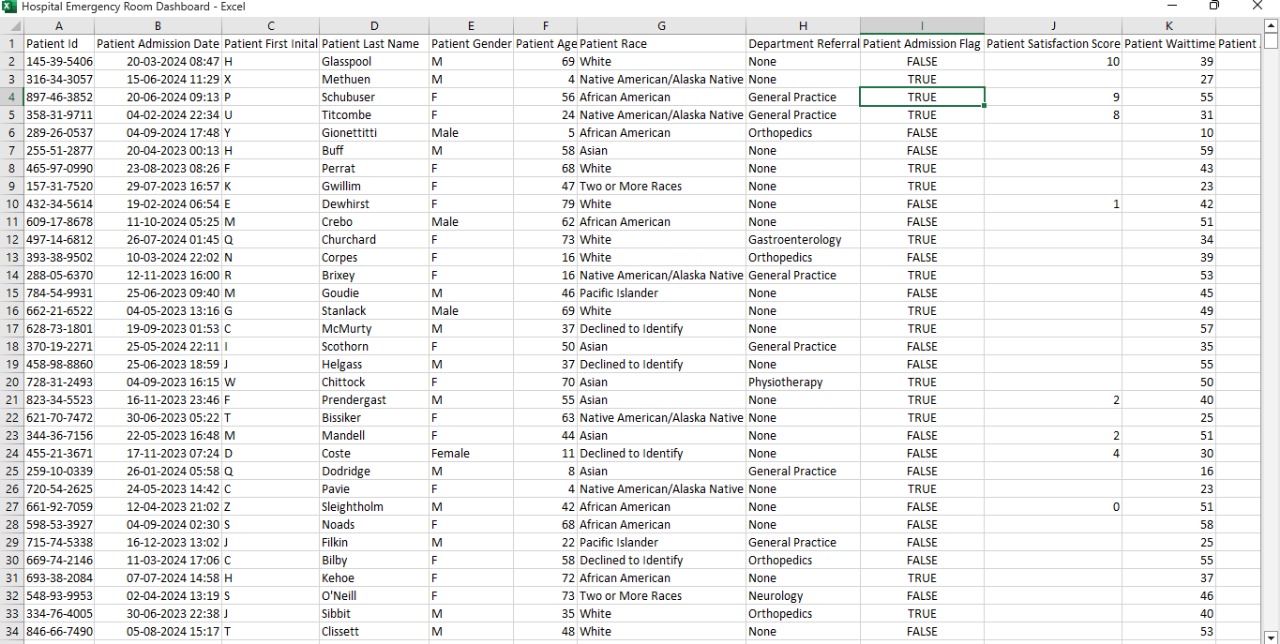 Hospital Emergency Room Dashboard - Excel
A B C D E F G H I J K
1 Patient Id Patient Admission Date Patient First Inital Patient Last Name Patient Gender Patient Age Patient Race Department Referral Patient Admission Flag Patient Satisfaction Score Patient Waittime Patient
2 145-39-5406 20-03-2024 08:47 H Glasspool M 69 White None FALSE 10 39
3 316-34-3057 15-06-2024 11:29 X Methuen M 4 Native American/Alaska Native None TRUE 27
4 897-46-3852 20-06-2024 09:13 P Schubuser F 56 African American General Practice TRUE 9 55
5 358-31-9711 04-02-2024 22:34 U Titcombe F 24 Native American/Alaska Native General Practice TRUE 8 31
6 289-26-0537 04-09-2024 17:48 Y Gionettitti Male 5 African American Orthopedics FALSE 10
7 255-51-2877 20-04-2023 00:13 H Buff M 58 Asian None FALSE 59
8 465-97-0990 23-08-2023 08:26 F Perrat F 68 White None TRUE 43
9 157-31-7520 29-07-2023 16:57 K Gwillim F 47 Two or More Races None TRUE 23
10 432-34-5614 19-02-2024 06:54 E Dewhirst F 79 White None FALSE 1 42
11 609-17-8678 11-10-2024 05:25 M Crebo Male 62 African American None FALSE 51
12 497-14-6812 26-07-2024 01:45 Q Churchard F 73 White Gastroenterology TRUE 34
13 393-38-9502 10-03-2024 22:02 N Corpes F 16 White Orthopedics FALSE 39
14 288-05-6370 12-11-2023 16:00 R Brixey F 16 Native American/Alaska Native General Practice TRUE 53
15 784-54-9931 25-06-2023 09:40 M Goudie M 46 Pacific Islander None FALSE 45
16 662-21-6522 04-05-2023 13:16 G Stanlack Male 69 White None TRUE 49
17 628-73-1801 19-09-2023 01:53 C McMurty M 37 Declined to Identify None TRUE 57
18 370-19-2271 25-05-2024 22:11 I Scothorn F 50 Asian General Practice FALSE 35
19 458-98-8860 25-06-2023 18:59 J Helgass M 37 Declined to Identify None FALSE 55
20 728-31-2493 04-09-2023 16:15 W Chittock F 70 Asian Physiotherapy TRUE 50
21 823-34-5523 16-11-2023 23:46 F Prendergast M 55 Asian None TRUE 2 40
22 621-70-7472 30-06-2023 05:22 T Bissiker F 63 Native American/Alaska Native None TRUE 25
23 344-36-7156 22-05-2023 16:48 M Mandell F 44 Asian None FALSE 2 51
24 455-21-3671 17-11-2023 07:24 D Coste Female 11 Declined to Identify None FALSE 4 30
25 259-10-0339 26-01-2024 05:58 Q Dodridge M 8 Asian General Practice FALSE 16
26 720-54-2625 24-05-2023 14:42 C Pavie F 4 Native American/Alaska Native None TRUE 23
27 661-92-7059 12-04-2023 21:02 Z Sleightholm M 42 African American None FALSE 0 51
28 598-53-3927 04-09-2024 02:30 S Noads F 68 African American None FALSE 58
29 715-74-5338 16-12-2023 13:02 J Filkin M 22 Pacific Islander General Practice FALSE 25
30 669-74-2146 11-03-2024 17:06 C Bilby F 58 Declined to Identify Orthopedics FALSE 55
31 693-38-2084 07-07-2024 14:58 H Kehoe F 72 African American None TRUE 37
32 548-93-9953 02-04-2024 13:19 S O'Neill F 73 Two or More Races Neurology FALSE 46
33 334-76-4005 30-06-2023 22:38 J Sibbit M 35 White Orthopedics TRUE 40
34 846-66-7490 05-08-2024 15:17 T Clissett M 48 White None FALSE 53